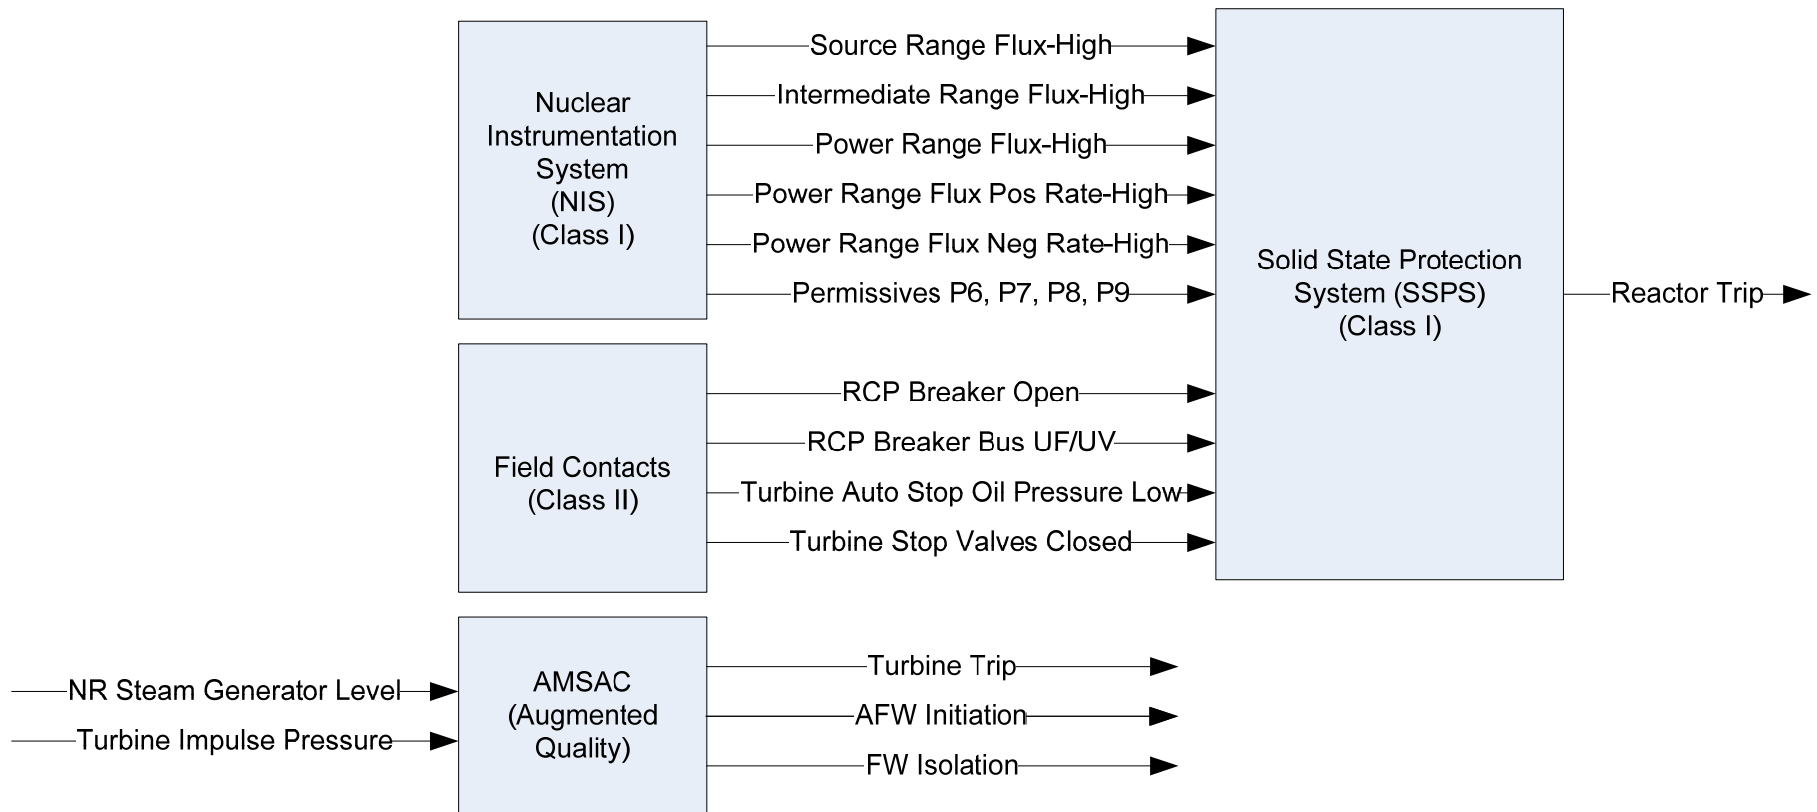 Nuclear
Instrumentation
System
(NIS)
(Class I)
Source Range Flux-High
Intermediate Range Flux-High
Power Range Flux-High
Power Range Flux Pos Rate-High
Power Range Flux Neg Rate-High
Permissives P6, P7, P8, P9
Solid State Protection
System (SSPS)
(Class I)
Reactor Trip
Field Contacts
(Class II)
RCP Breaker Open
RCP Breaker Bus UF/UV
Turbine Auto Stop Oil Pressure Low
Turbine Stop Valves Closed
NR Steam Generator Level
Turbine Impulse Pressure
AMSAC
(Augmented
Quality)
Turbine Trip
AFW Initiation
FW Isolation